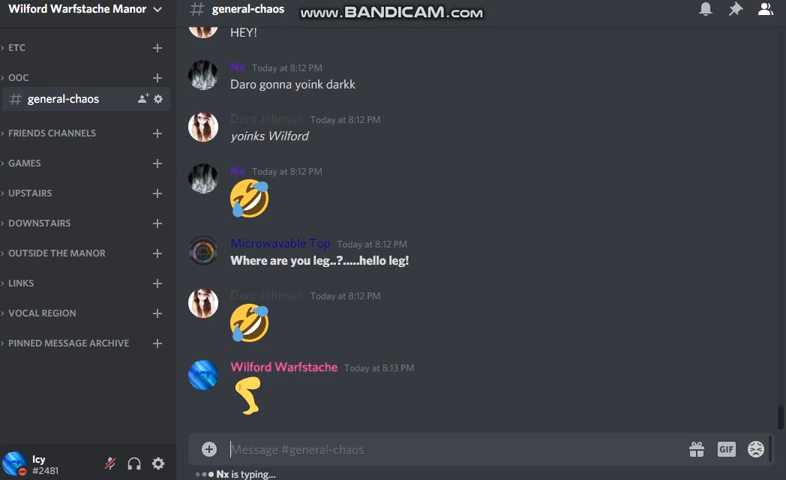 Wilford Warfstache Manor
ETC
OOC
# general-chaos
FRIENDS CHANNELS
GAMES
UPSTAIRS
DOWNSTAIRS
OUTSIDE THE MANOR
LINKS
VOCAL REGION
PINNED MESSAGE ARCHIVE
Icy
#2481
# general-chaos
www.BANDICAM.com
HEY!
Nx Today at 8:12 PM
Daro gonna yoink darkk
Daro Johnson Today at 8:12 PM
yoinks Wilford
Nx Today at 8:12 PM
Microwavable Top Today at 8:12 PM
Where are you leg..?.....hello leg!
Daro Johnson Today at 8:12 PM
Wilford Warfstache Today at 8:13 PM
Message #general-chaos
GIF
Nx is typing...